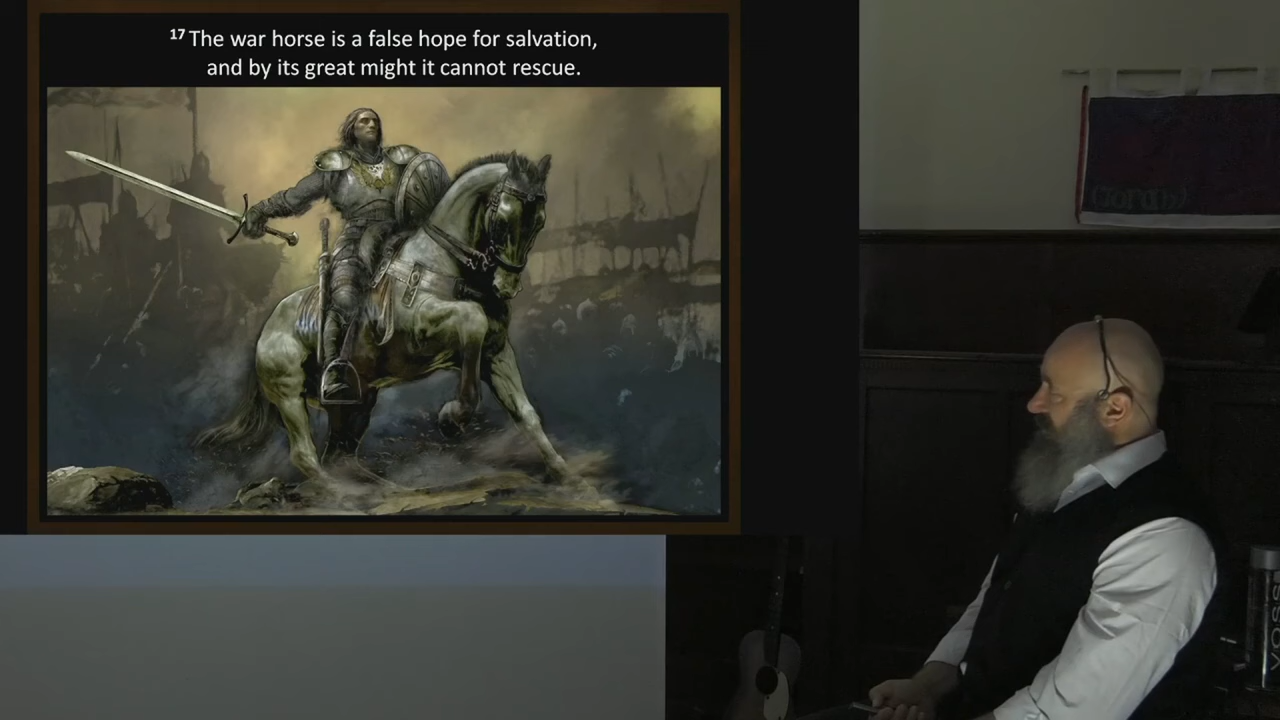 ¹⁷ The war horse is a false hope for salvation,
and by its great might it cannot rescue.